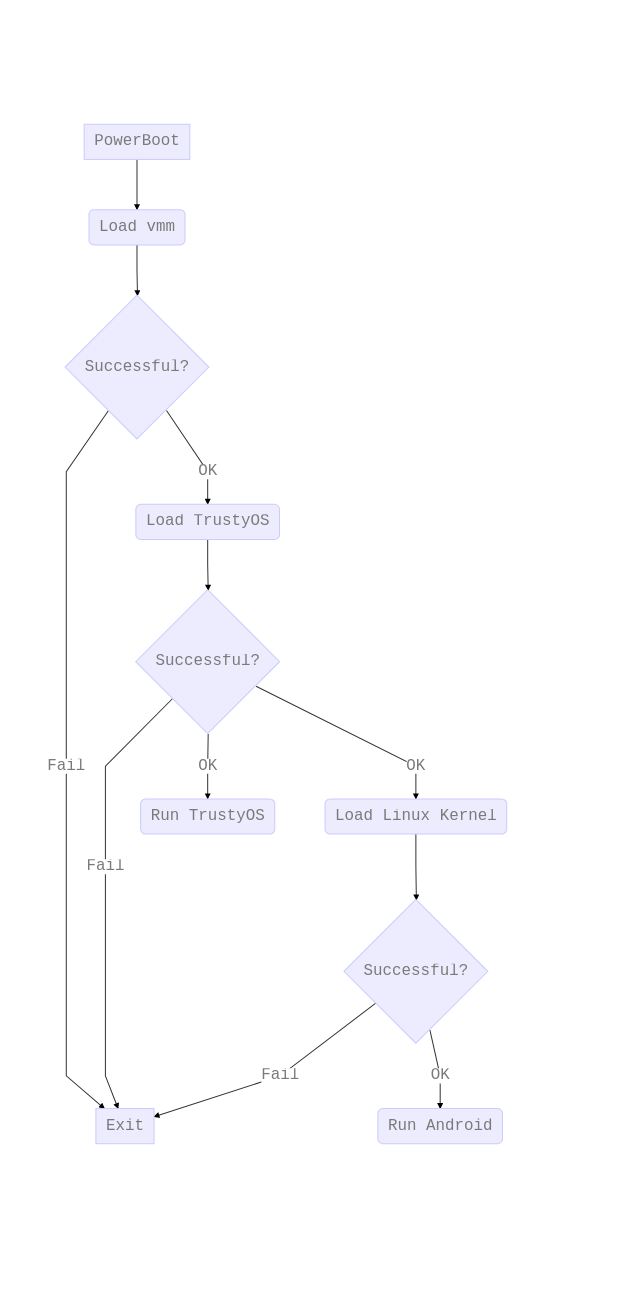 PowerBoot
Load vmm
Successful?
OK
Load TrustyOS
Successful?
Fail
OK
OK
Run TrustyOS
Load Linux Kernel
Fail
Successful?
Fail
OK
Exit
Run Android